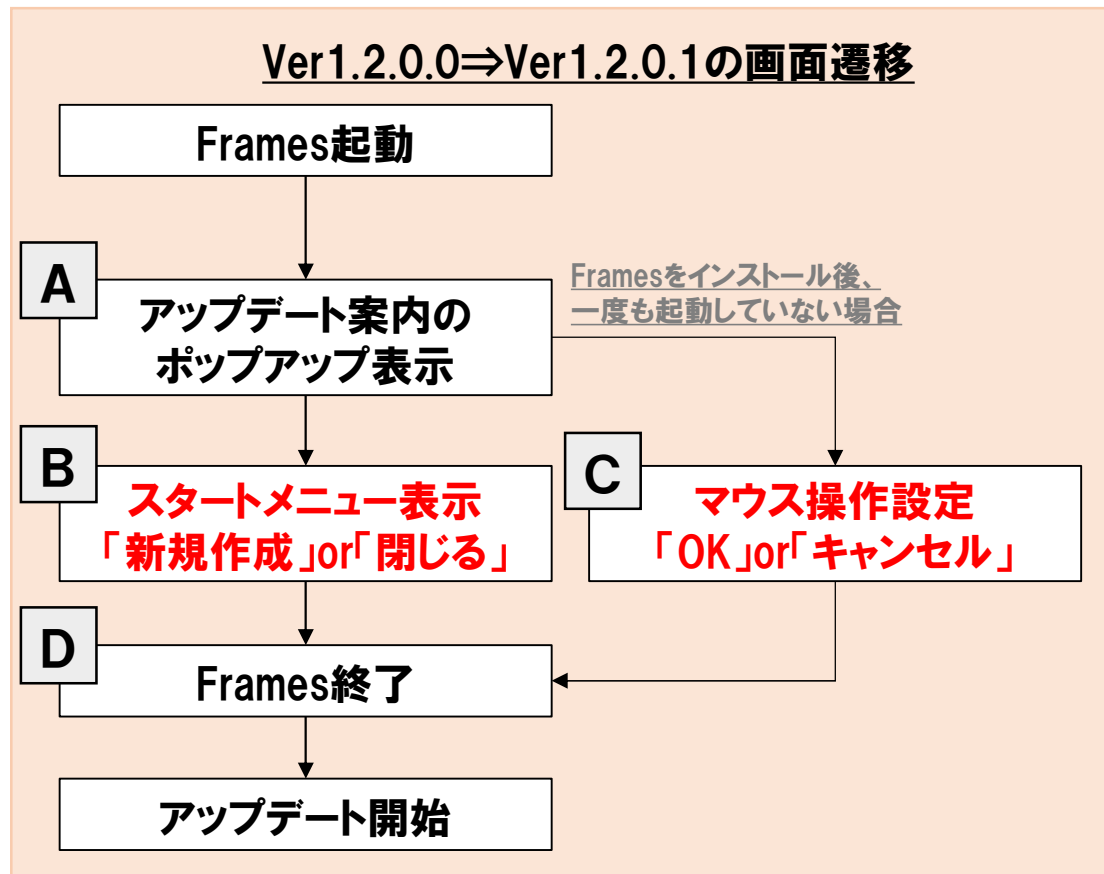 Ver1.2.0.0⇒Ver1.2.0.1の画面遷移
Frames起動
A
アップデート案内の
ポップアップ表示
Framesをインストール後、
一度も起動していない場合
B
スタートメニュー表示
「新規作成」or「閉じる」
C
マウス操作設定
「OK」or「キャンセル」
D
Frames終了
アップデート開始